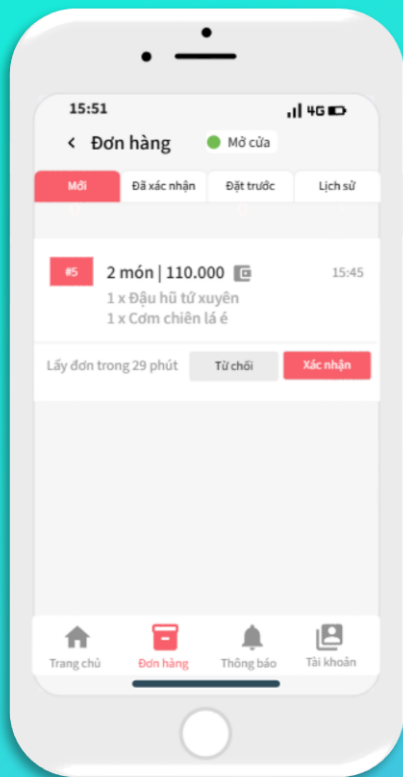 15:51 4G
Đơn hàng Mở cửa
Mới Đã xác nhận Đặt trước Lịch sử
#5 2 món | 110.000 15:45
1 x Đậu hũ tứ xuyên
1 x Cơm chiên lá é
Lấy đơn trong 29 phút Từ chối Xác nhận
Trang chủ Đơn hàng Thông báo Tài khoản